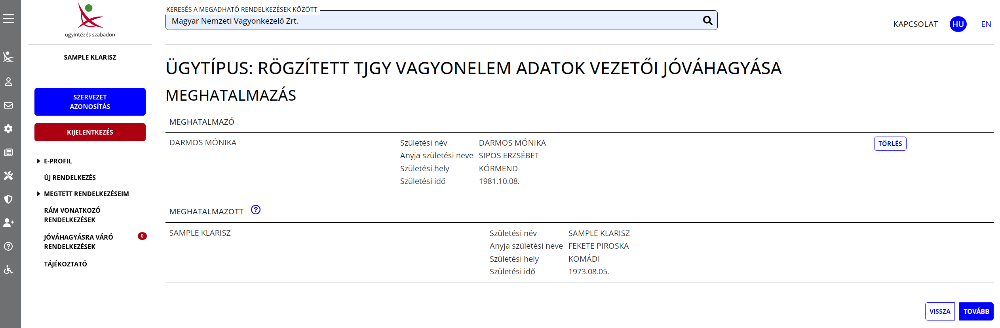 ügyintézés szabadon
SAMPLE KLARISZ
SZERVEZET
AZONOSÍTÁS
KIJELENTKEZÉS
E-PROFIL
ÚJ RENDELKEZÉS
MEGTETT RENDELKEZÉSEIM
RÁM VONATKOZÓ
RENDELKEZÉSEK
JÓVÁHAGYÁSRA VÁRÓ
RENDELKEZÉSEK
0
TÁJÉKOZTATÓ
KERESÉS A MEGADHATÓ RENDELKEZÉSEK KÖZÖTT
Magyar Nemzeti Vagyonkezelő Zrt.
KAPCSOLAT HU EN
ÜGYTÍPUS: RÖGZÍTETT TJGY VAGYONELEM ADATOK VEZETŐI JÓVÁHAGYÁSA
MEGHATALMAZÁS
MEGHATALMAZÓ
DARMOS MÓNIKA Születési név DARMOS MÓNIKA TÖRLÉS
Anyja születési neve SIPOS ERZSÉBET
Születési hely KÖRMEND
Születési idő 1981.10.08.
MEGHATALMAZOTT ?
SAMPLE KLARISZ Születési név SAMPLE KLARISZ
Anyja születési neve FEKETE PIROSKA
Születési hely KOMÁDI
Születési idő 1973.08.05.
VISSZA TOVÁBB